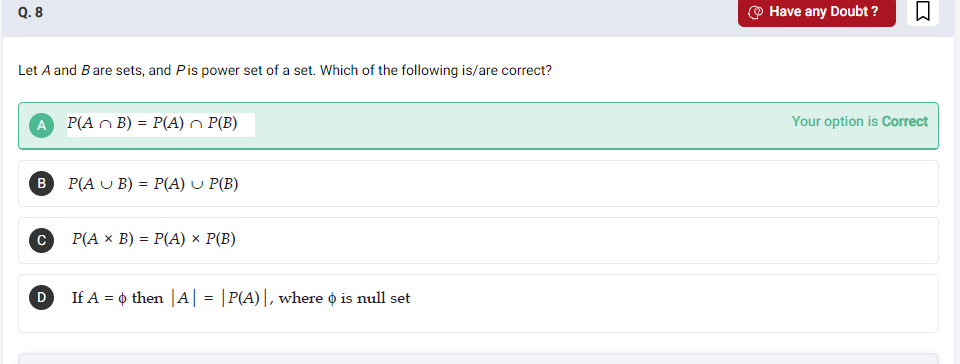 Q. 8
Have any Doubt ?
Let A and B are sets, and P is power set of a set. Which of the following is/are correct?
A P(A ∩ B) = P(A) ∩ P(B) Your option is Correct
B P(A ∪ B) = P(A) ∪ P(B)
C P(A × B) = P(A) × P(B)
D If A = ϕ then |A| = |P(A)|, where ϕ is null set